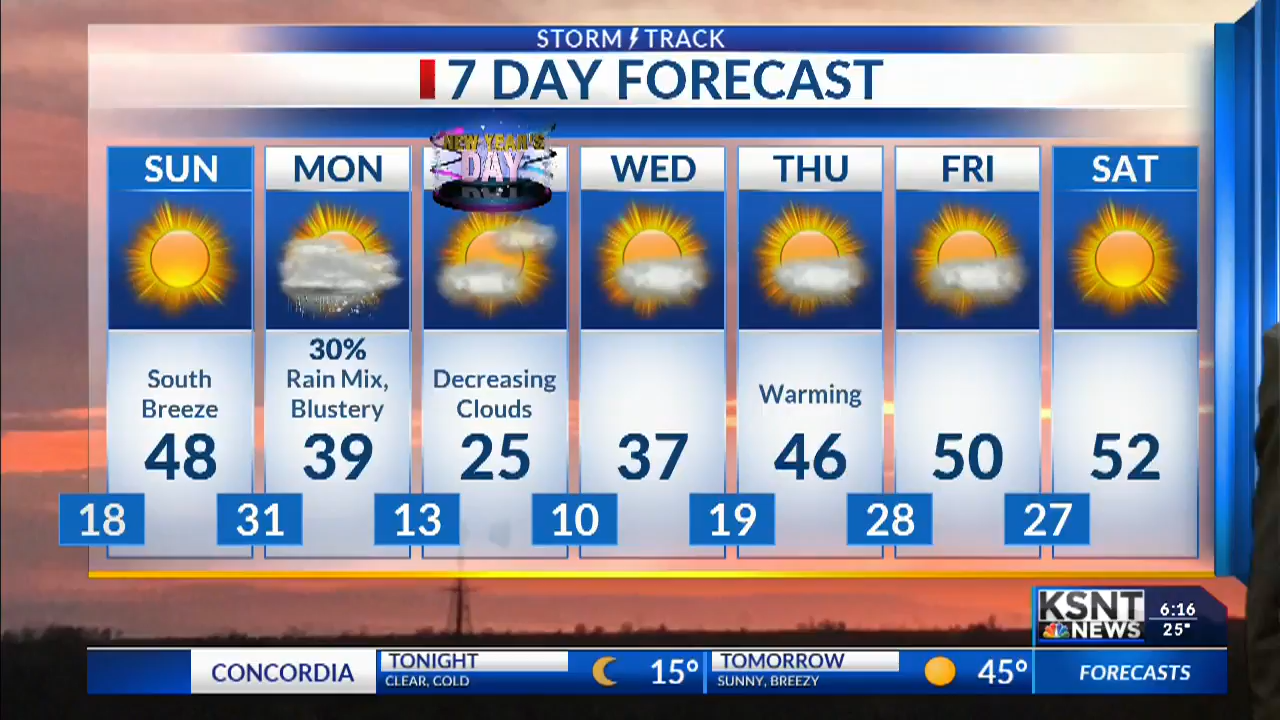 STORM TRACK
7 DAY FORECAST
SUN
MON
NEW YEAR'S
DAY
WED
THU
FRI
SAT
30%
South
Breeze
Rain Mix,
Blustery
Decreasing
Clouds
Warming
48
39
25
37
46
50
52
18
31
13
10
19
28
27
KSNT
NEWS
6:16
25°
CONCORDIA
TONIGHT
CLEAR, COLD
15°
TOMORROW
SUNNY, BREEZY
45°
FORECASTS